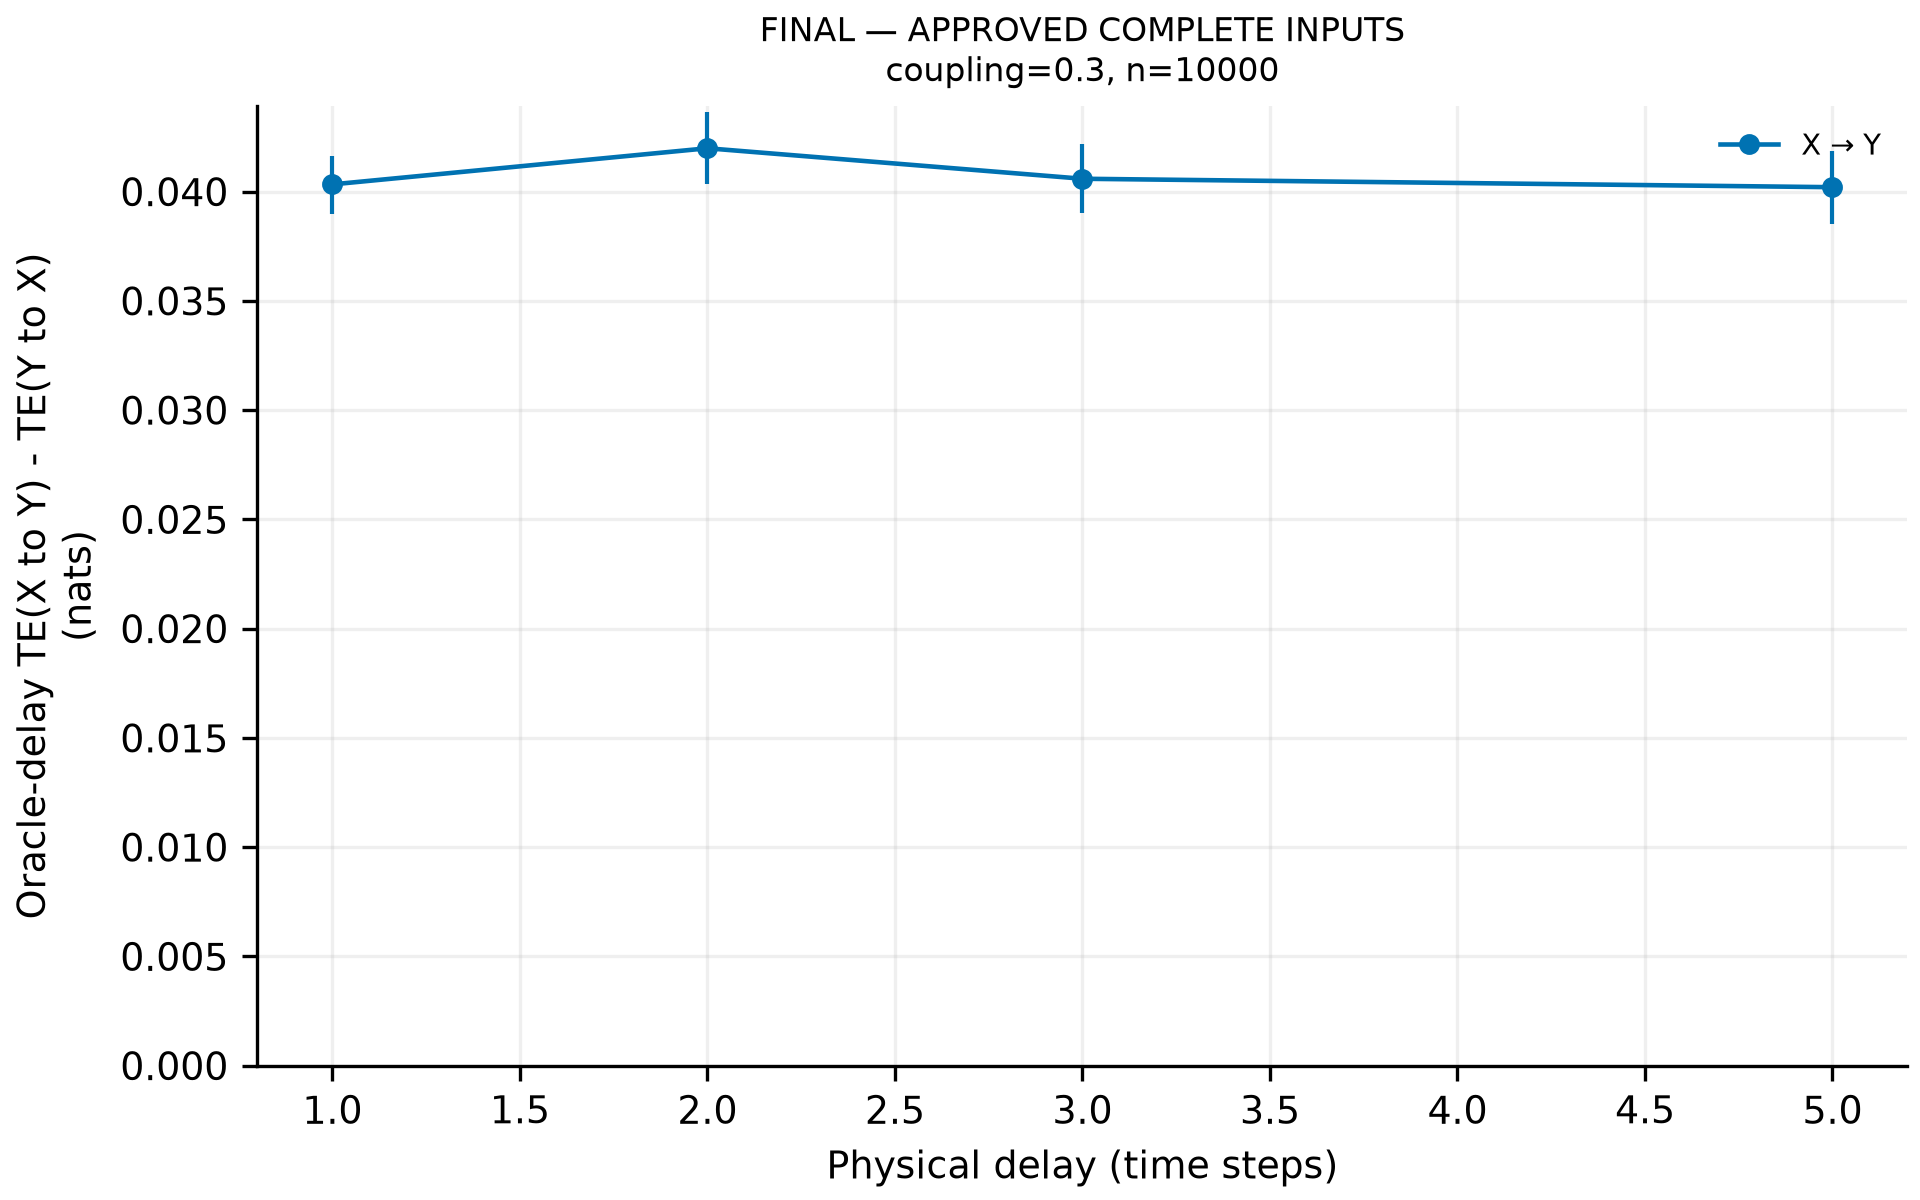 FINAL — APPROVED COMPLETE INPUTS
coupling=0.3, n=10000
X → Y
Oracle-delay TE(X to Y) - TE(Y to X)
(nats)
0.040
0.035
0.030
0.025
0.020
0.015
0.010
0.005
0.000
1.0 1.5 2.0 2.5 3.0 3.5 4.0 4.5 5.0
Physical delay (time steps)